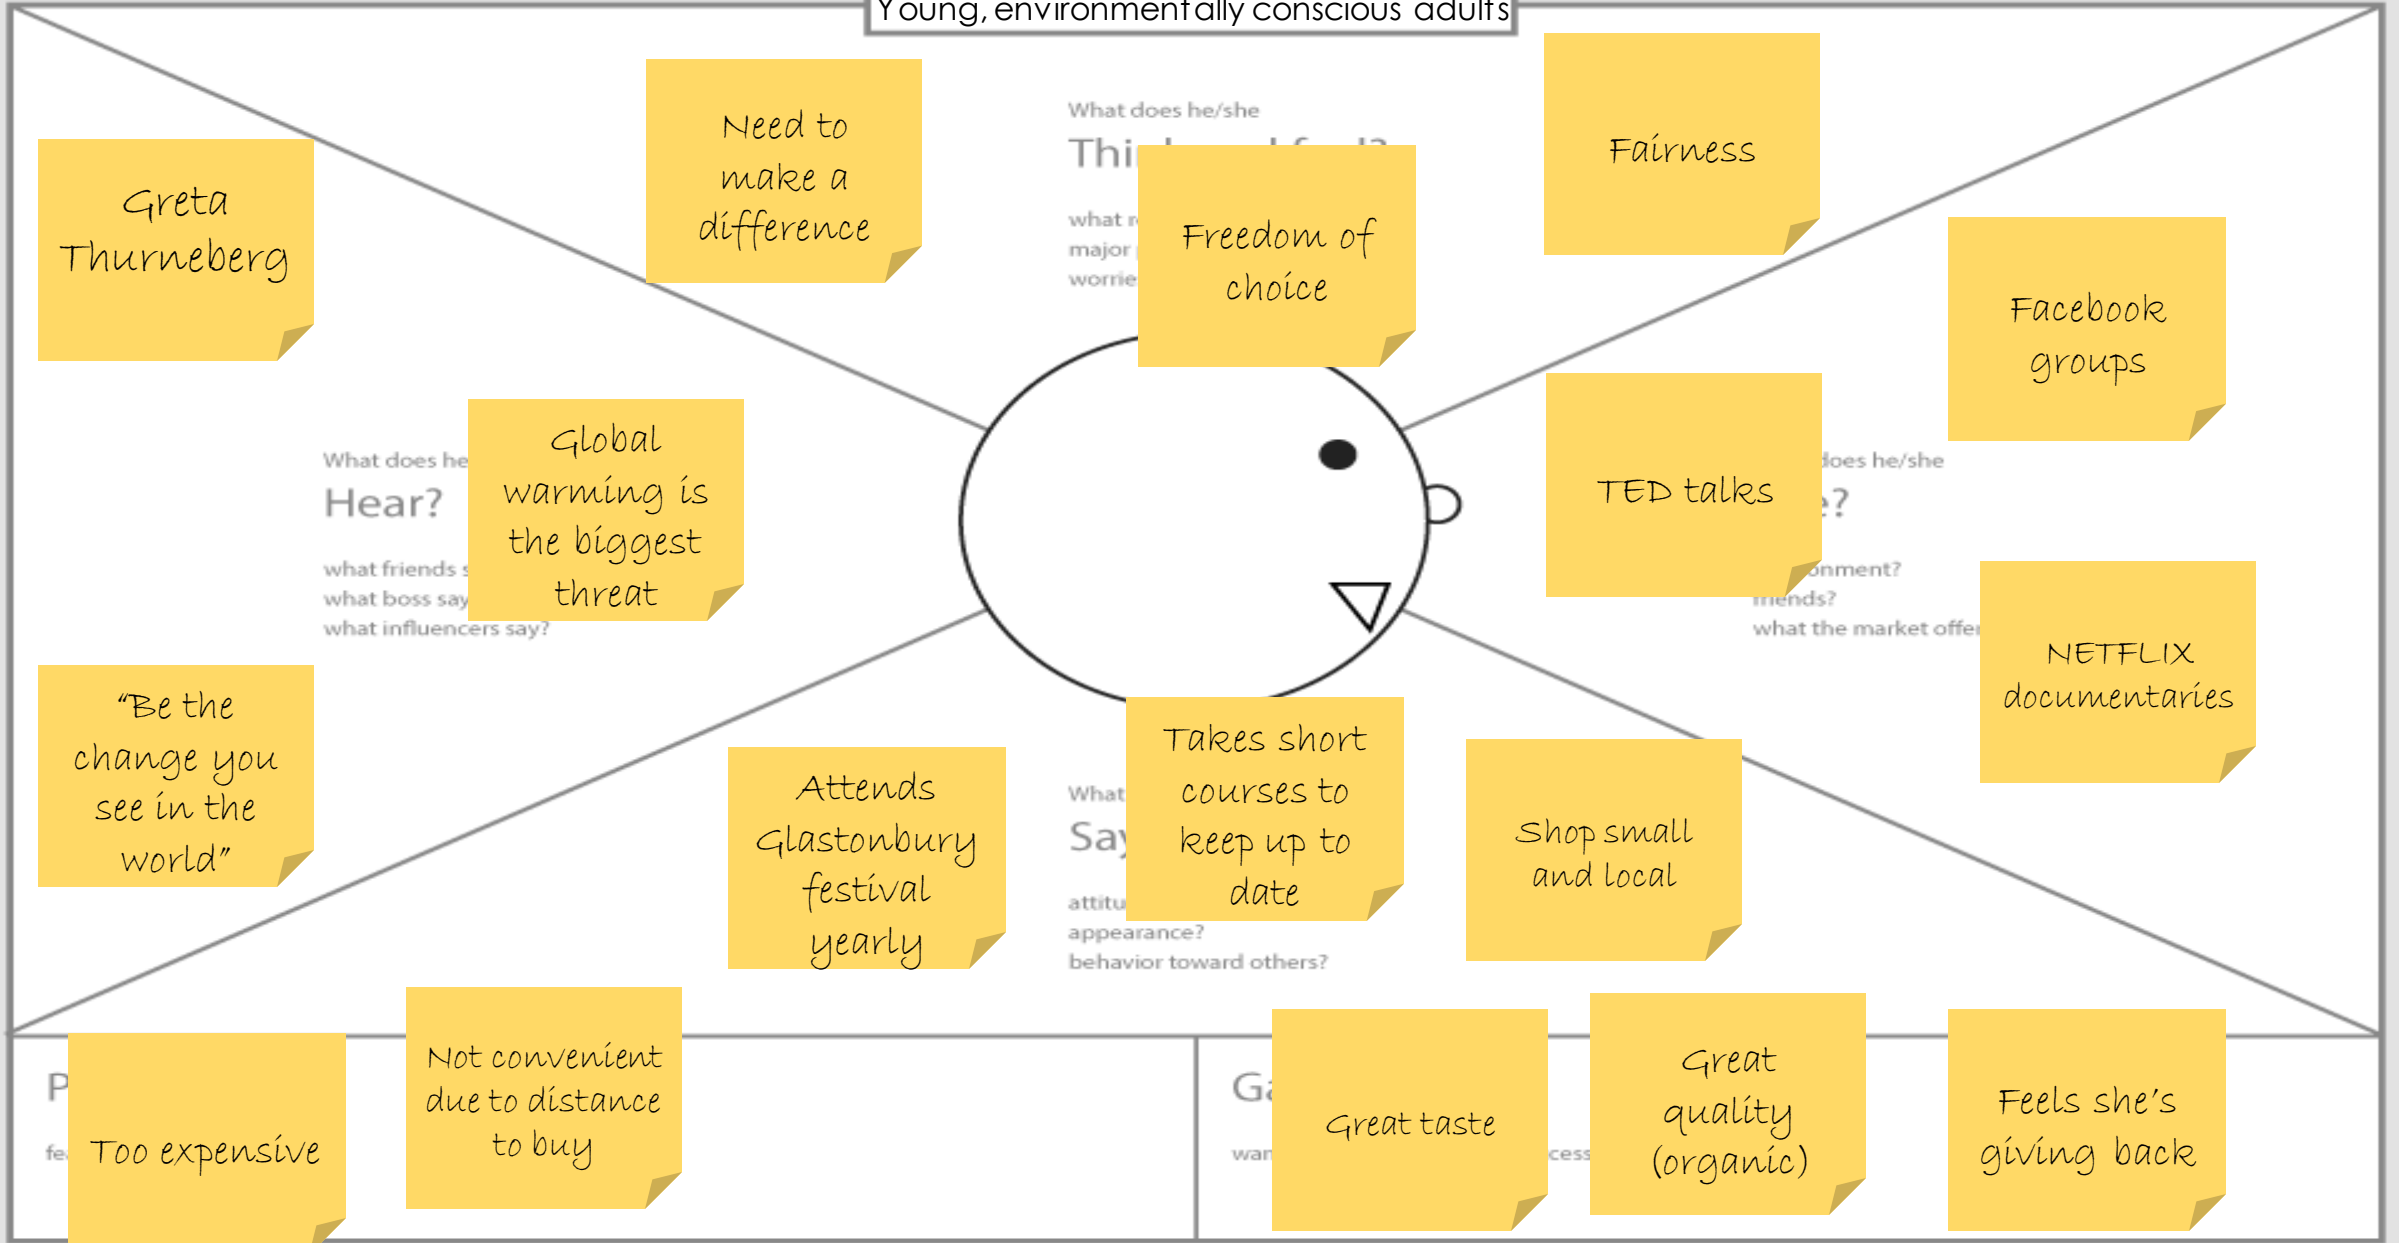 Young, environmentally conscious adults
Need to
make a
difference
What does he/she
what
major
Freedom of
choice
Fairness
Greta
Thurneberg
Global
warming is
the biggest
threat
What does he
Hear?
what friends
what boss say
what influencers say?
"Be the
change you
see in the
world"
Facebook
groups
TED talks
does he/she
friends?
what the market offer
NETFLIX
documentaries
Attends
Glastonbury
festival
yearly
What
Say
Takes short
courses to
keep up to
date
appearance?
behavior toward others?
Shop small
and local
Too expensive
Not convenient
due to distance
to buy
Great taste
Great
quality
(organic)
Feels she's
giving back